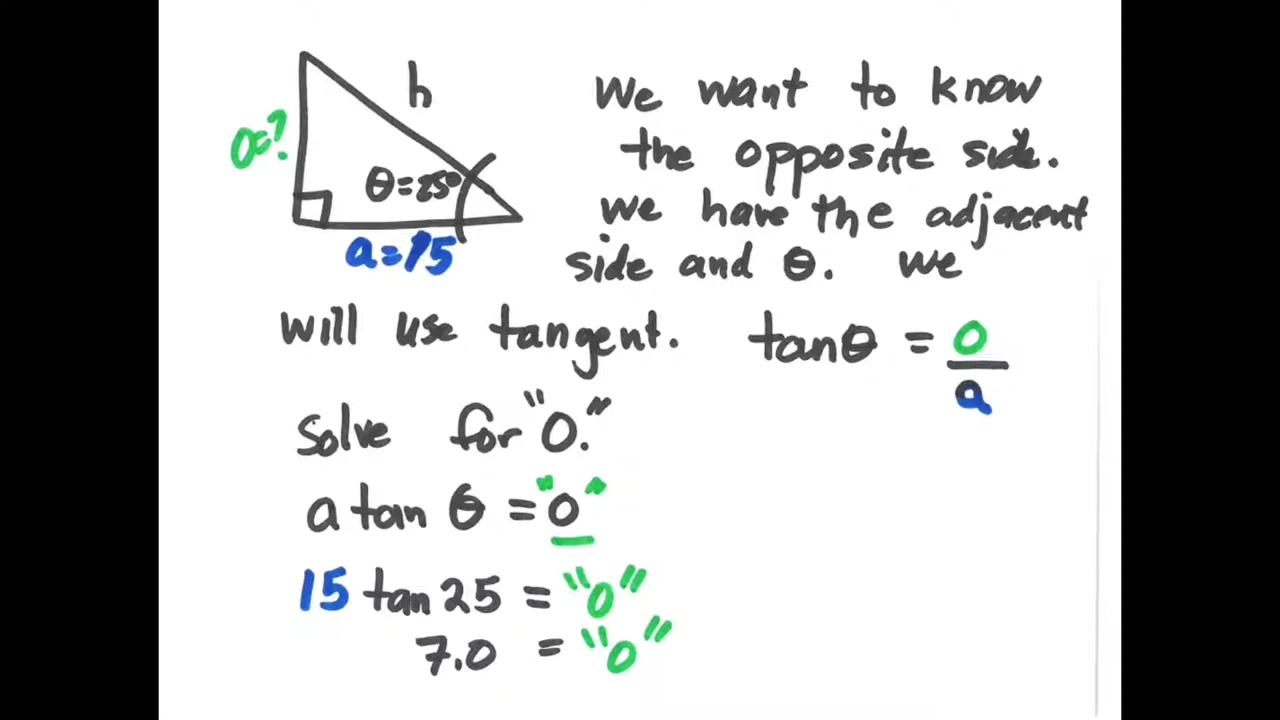 h
o=?
θ=25°
a=15
We want to know
the opposite side.
we have the adjacent
side and θ. we
will use tangent. tanθ = o/a
Solve for "o."
a tan θ = "o"
15 tan 25 = "o"
7.0 = "o"